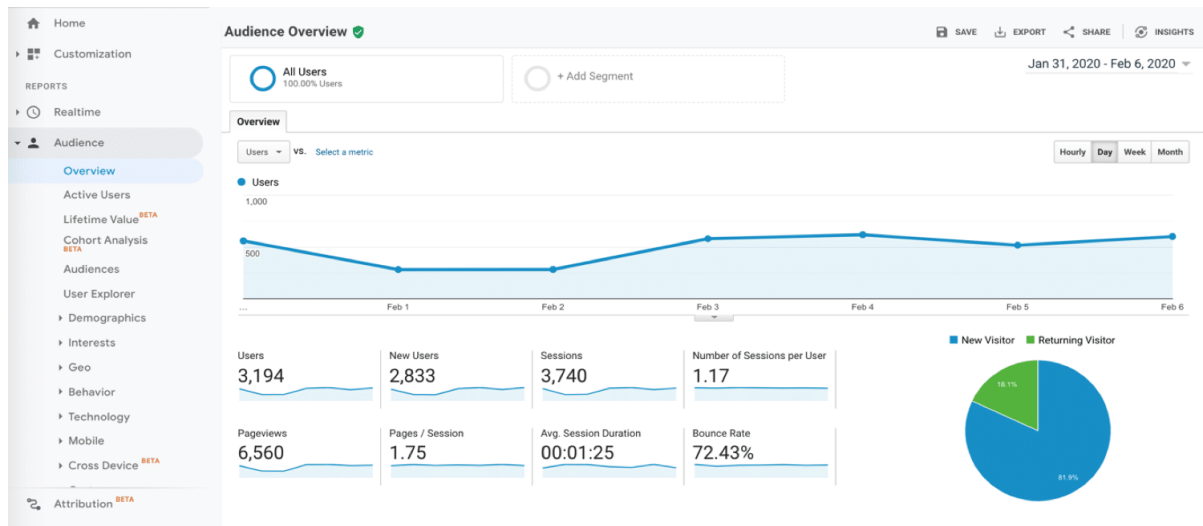 Home
Customization
REPORTS
Realtime
Audience
Overview
Active Users
Lifetime Value BETA
Cohort Analysis
BETA
Audiences
User Explorer
Demographics
Interests
Geo
Behavior
Technology
Mobile
Cross Device BETA
Attribution BETA
Audience Overview
SAVE EXPORT SHARE INSIGHTS
All Users
100.00% Users
+ Add Segment
Jan 31, 2020 - Feb 6, 2020
Overview
Users VS. Select a metric
Hourly Day Week Month
Users
1,000
500
... Feb 1 Feb 2 Feb 3 Feb 4 Feb 5 Feb 6
New Visitor Returning Visitor
Users New Users Sessions Number of Sessions per User
3,194 2,833 3,740 1.17
Pageviews Pages / Session Avg. Session Duration Bounce Rate
6,560 1.75 00:01:25 72.43%
18.1%
81.9%